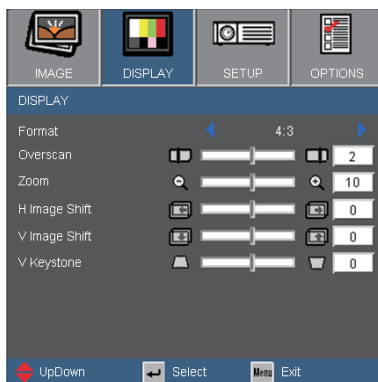 IMAGE DISPLAY SETUP OPTIONS
DISPLAY
Format 4:3
Overscan 2
Zoom 10
H Image Shift 0
V Image Shift 0
V Keystone 0
UpDown Select Menu Exit